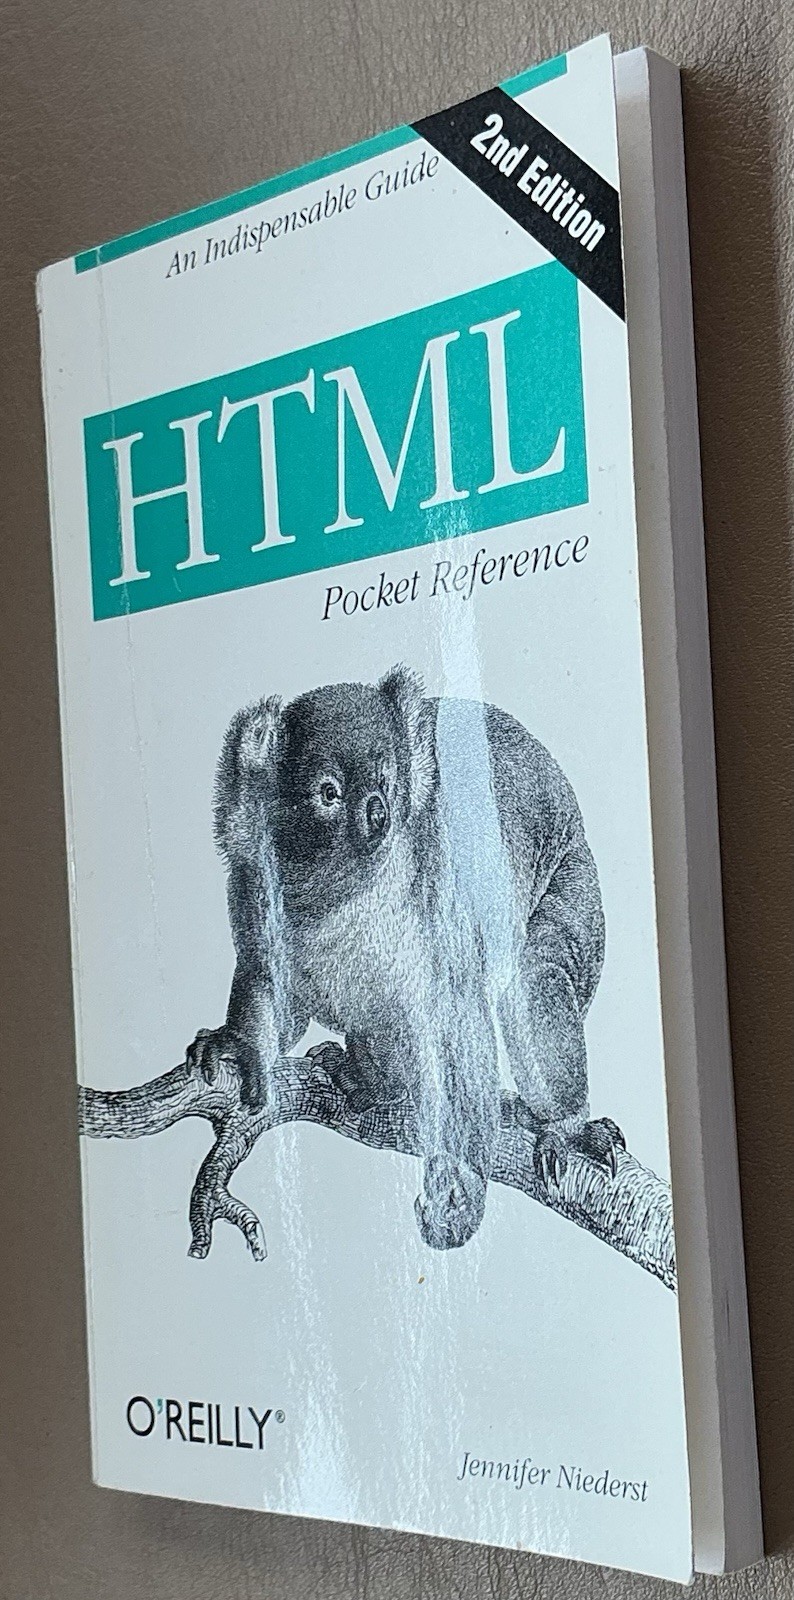 2nd Edition
An Indispensable Guide
HTML
Pocket Reference
O'REILLY®
Jennifer Niederst